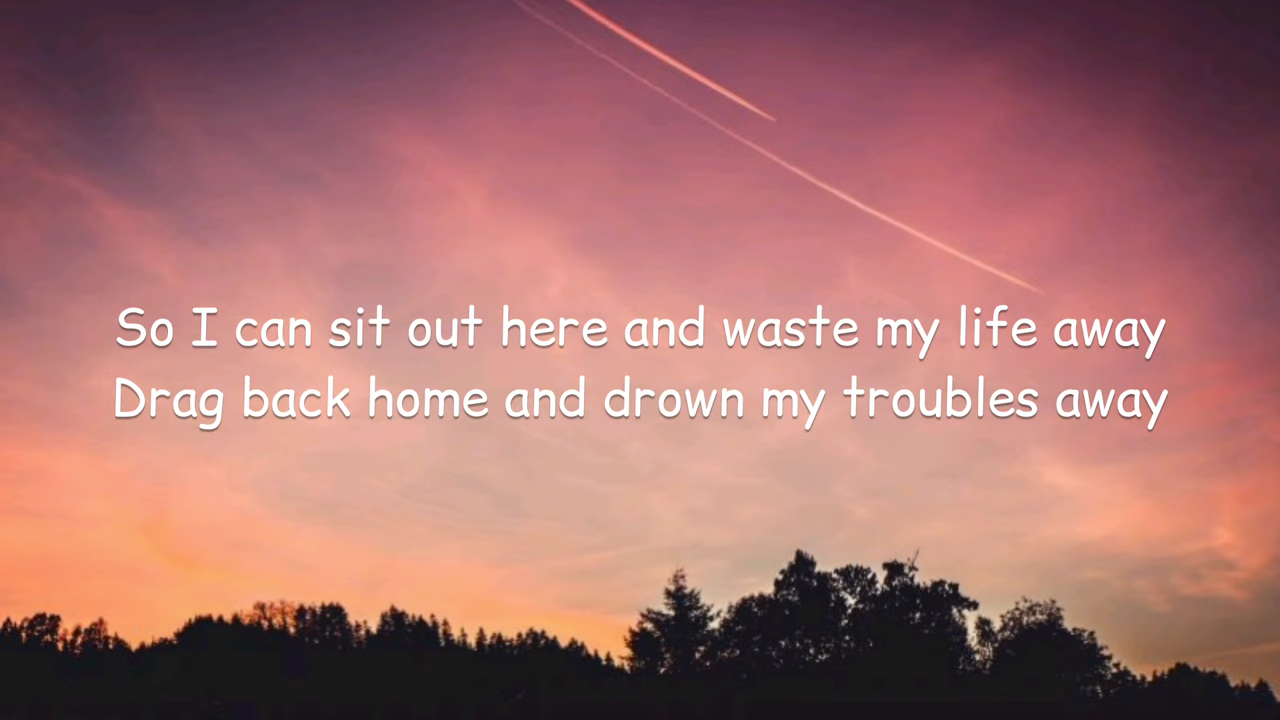 So I can sit out here and waste my life away
Drag back home and drown my troubles away